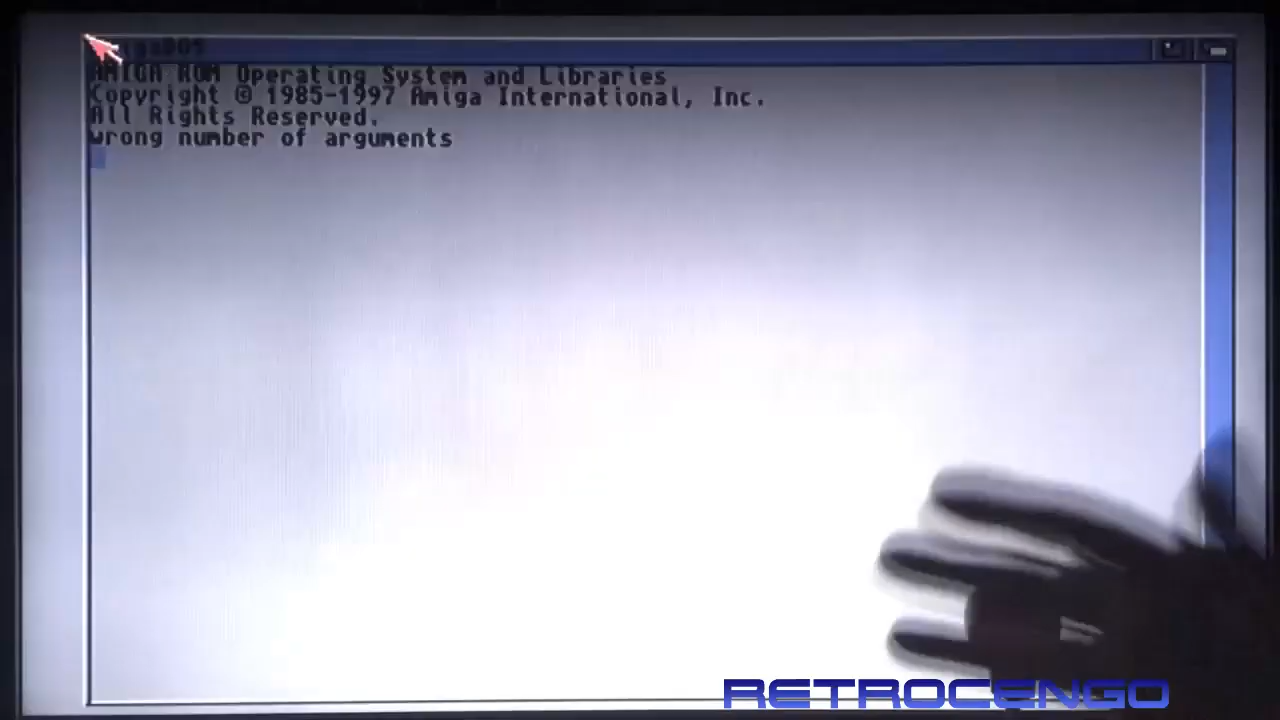 AmigaDOS
AMIGA ROM Operating System and Libraries
Copyright © 1985-1997 Amiga International, Inc.
All Rights Reserved.
wrong number of arguments
RETROCENGO